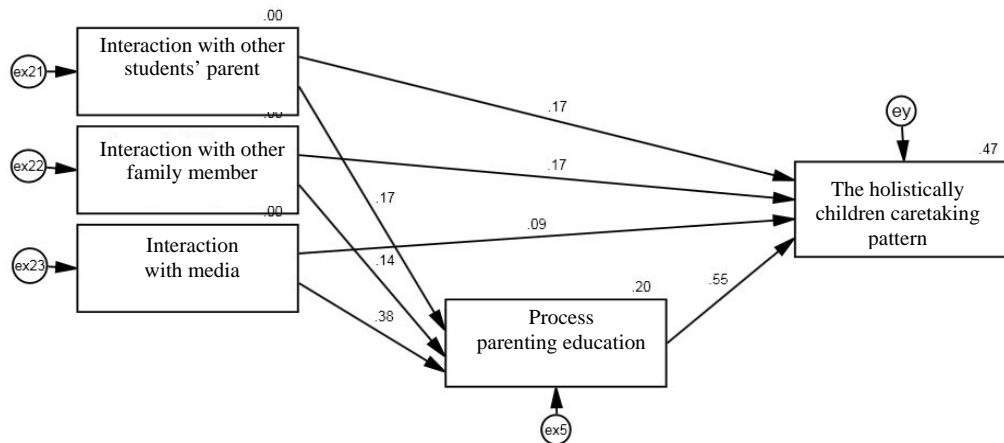 .00
Interaction with other
students' parent
ex21
.17
ey
.00
Interaction with other
family member
ex22
.17
.47
The holistically
children caretaking
pattern
.17
.00
Interaction
with media
ex23
.09
.14
.38
.20
.55
Process
parenting education
ex5